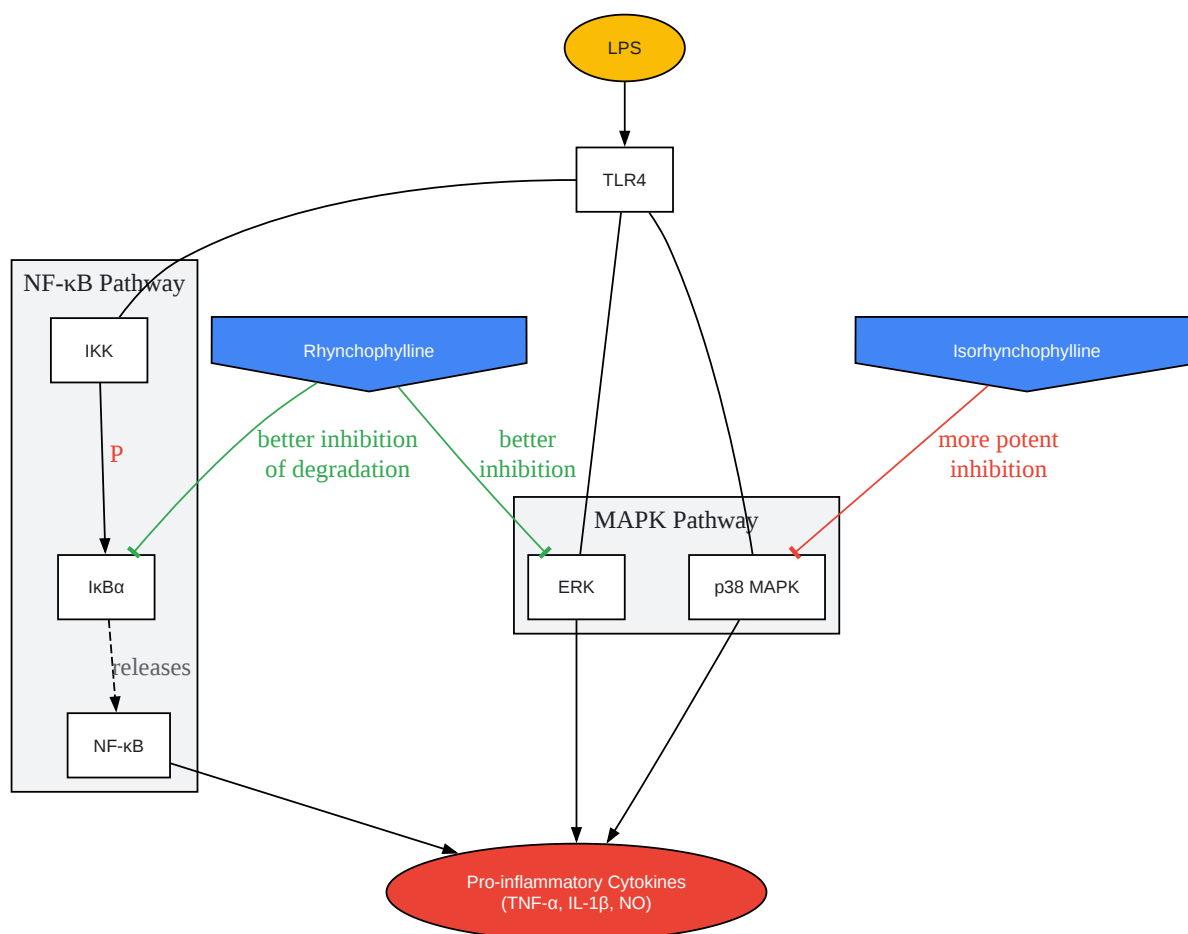 LPS
TLR4
NF-κB Pathway
IKK
Rhynchophylline
Isorhynchophylline
P
better inhibition
of degradation
better
inhibition
more potent
inhibition
MAPK Pathway
IκBα
ERK
p38 MAPK
releases
NF-κB
Pro-inflammatory Cytokines
(TNF-α, IL-1β, NO)